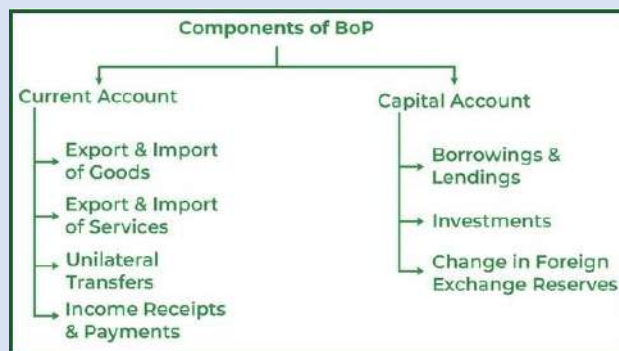 Components of BoP
Current Account
Export & Import
of Goods
Export & Import
of Services
Unilateral
Transfers
Income Receipts
& Payments
Capital Account
Borrowings &
Lendings
Investments
Change in Foreign
Exchange Reserves